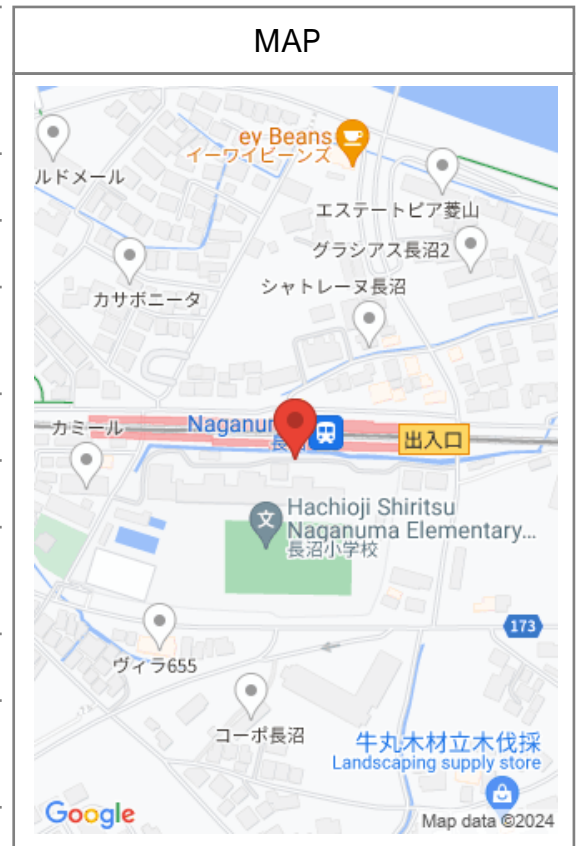 MAP
ey Beans
イーワイビーンズ
ルドメール
エステートピア菱山
グラシアス長沼2
カサボニータ
シャトレーヌ長沼
カミール
Naganu
長
出入口
Hachioji Shiritsu
Naganuma Elementary...
長沼小学校
173
ヴィラ655
コーポ長沼
牛丸木材立木伐採
Landscaping supply store
Google
Map data ©2024